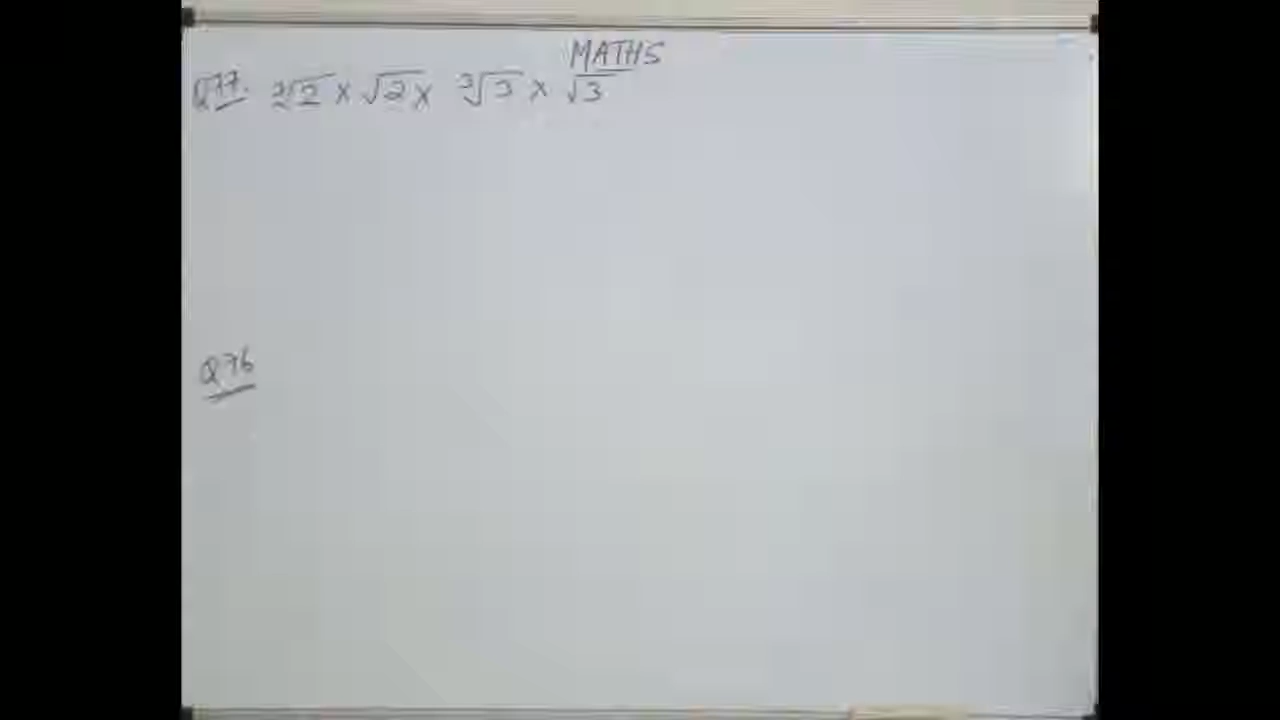 MATHS
Q77. ∛2 × √2 × ∛3 × √3
Q76